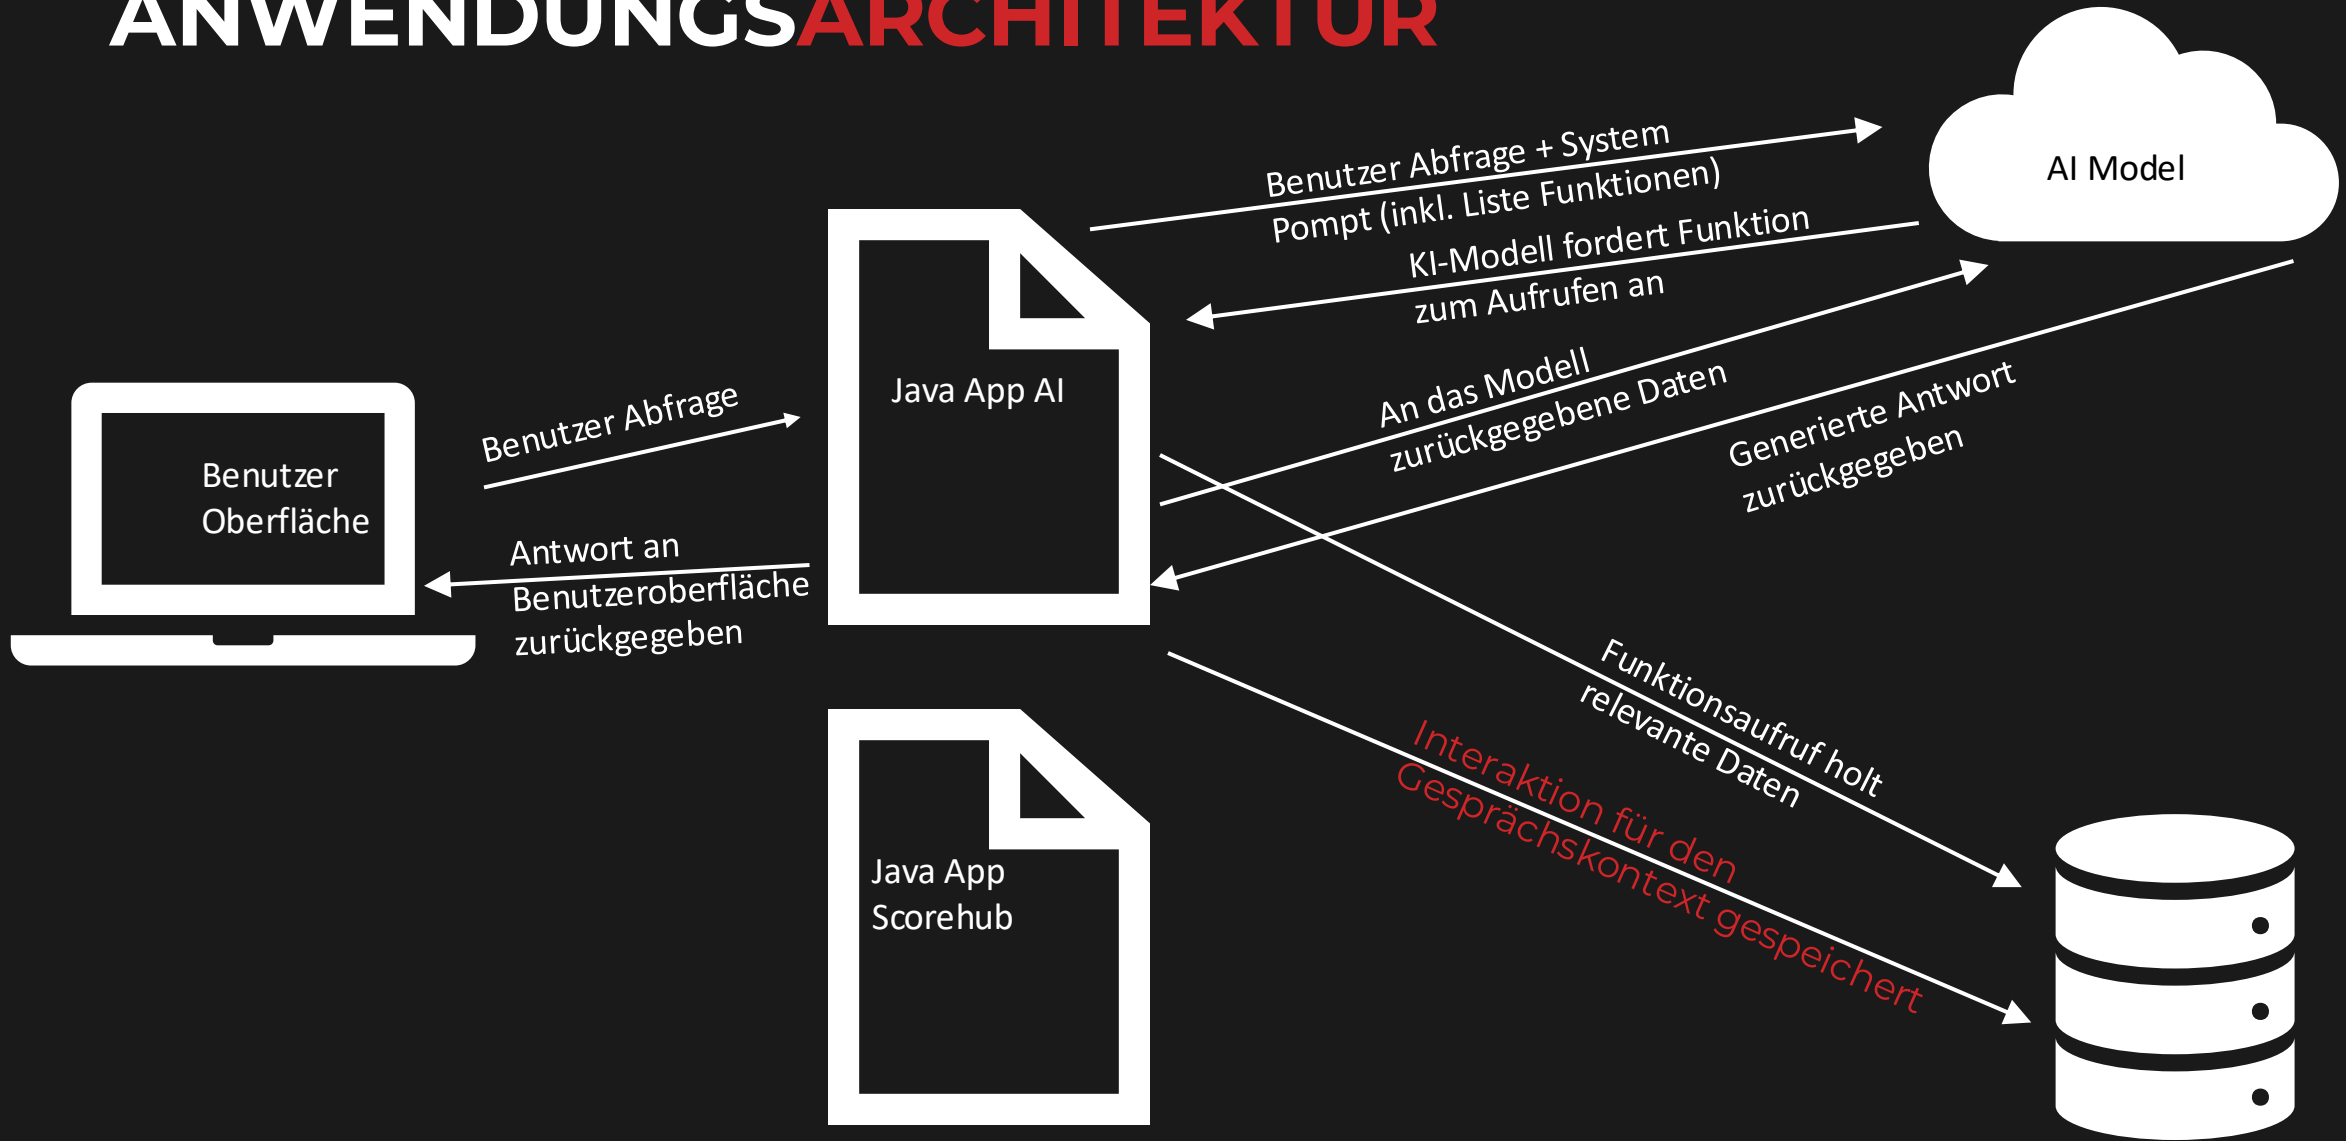 ANWENDUNGSARCHITEKTUR
AI Model
Benutzer Abfrage + System
Pompt (inkl. Liste Funktionen)
KI-Modell fordert Funktion
zum Aufrufen an
An das Modell
zurückgegebene Daten
Generierte Antwort
zurückgegeben
Java App AI
Benutzer Abfrage
Benutzer
Oberfläche
Antwort an
Benutzeroberfläche
zurückgegeben
Funktionsaufruf holt
relevante Daten
Interaktion für den
Gesprächskontext gespeichert
Java App
Scorehub